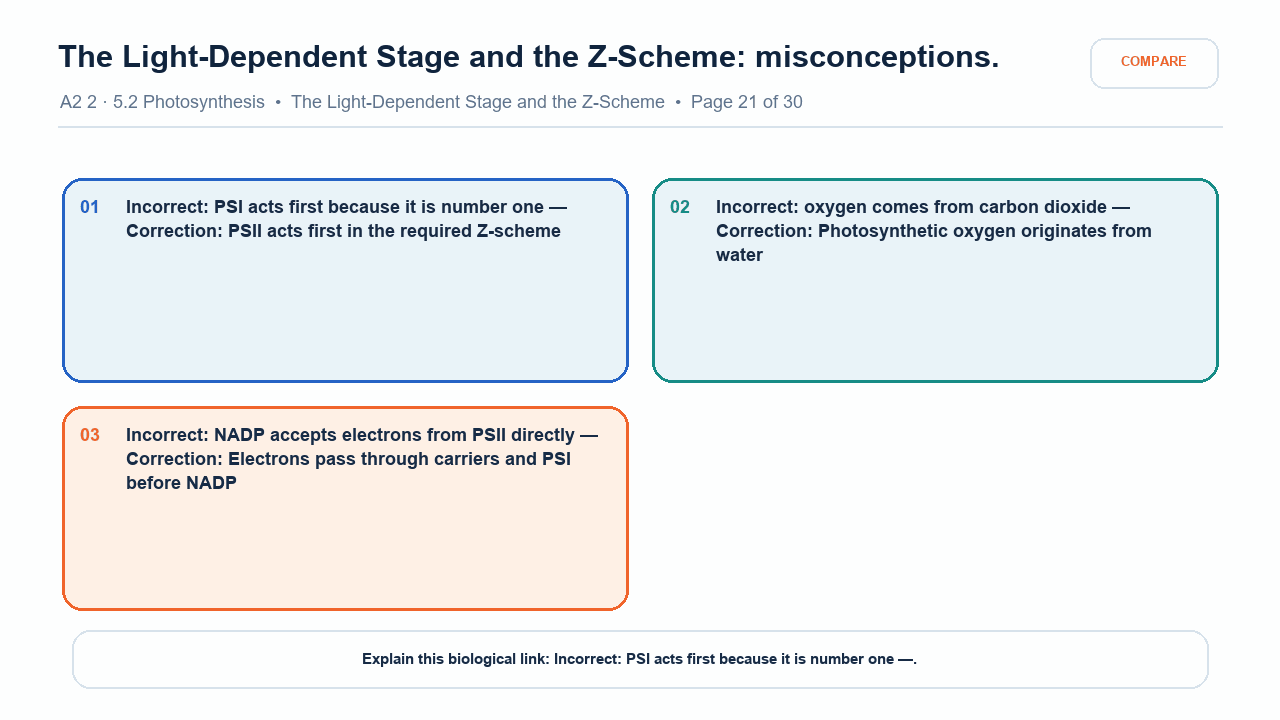 The Light-Dependent Stage and the Z-Scheme: misconceptions.
COMPARE
A2 2 · 5.2 Photosynthesis • The Light-Dependent Stage and the Z-Scheme • Page 21 of 30
01
Incorrect: PSI acts first because it is number one —
Correction: PSII acts first in the required Z-scheme
02
Incorrect: oxygen comes from carbon dioxide —
Correction: Photosynthetic oxygen originates from
water
03
Incorrect: NADP accepts electrons from PSII directly —
Correction: Electrons pass through carriers and PSI
before NADP
Explain this biological link: Incorrect: PSI acts first because it is number one —.